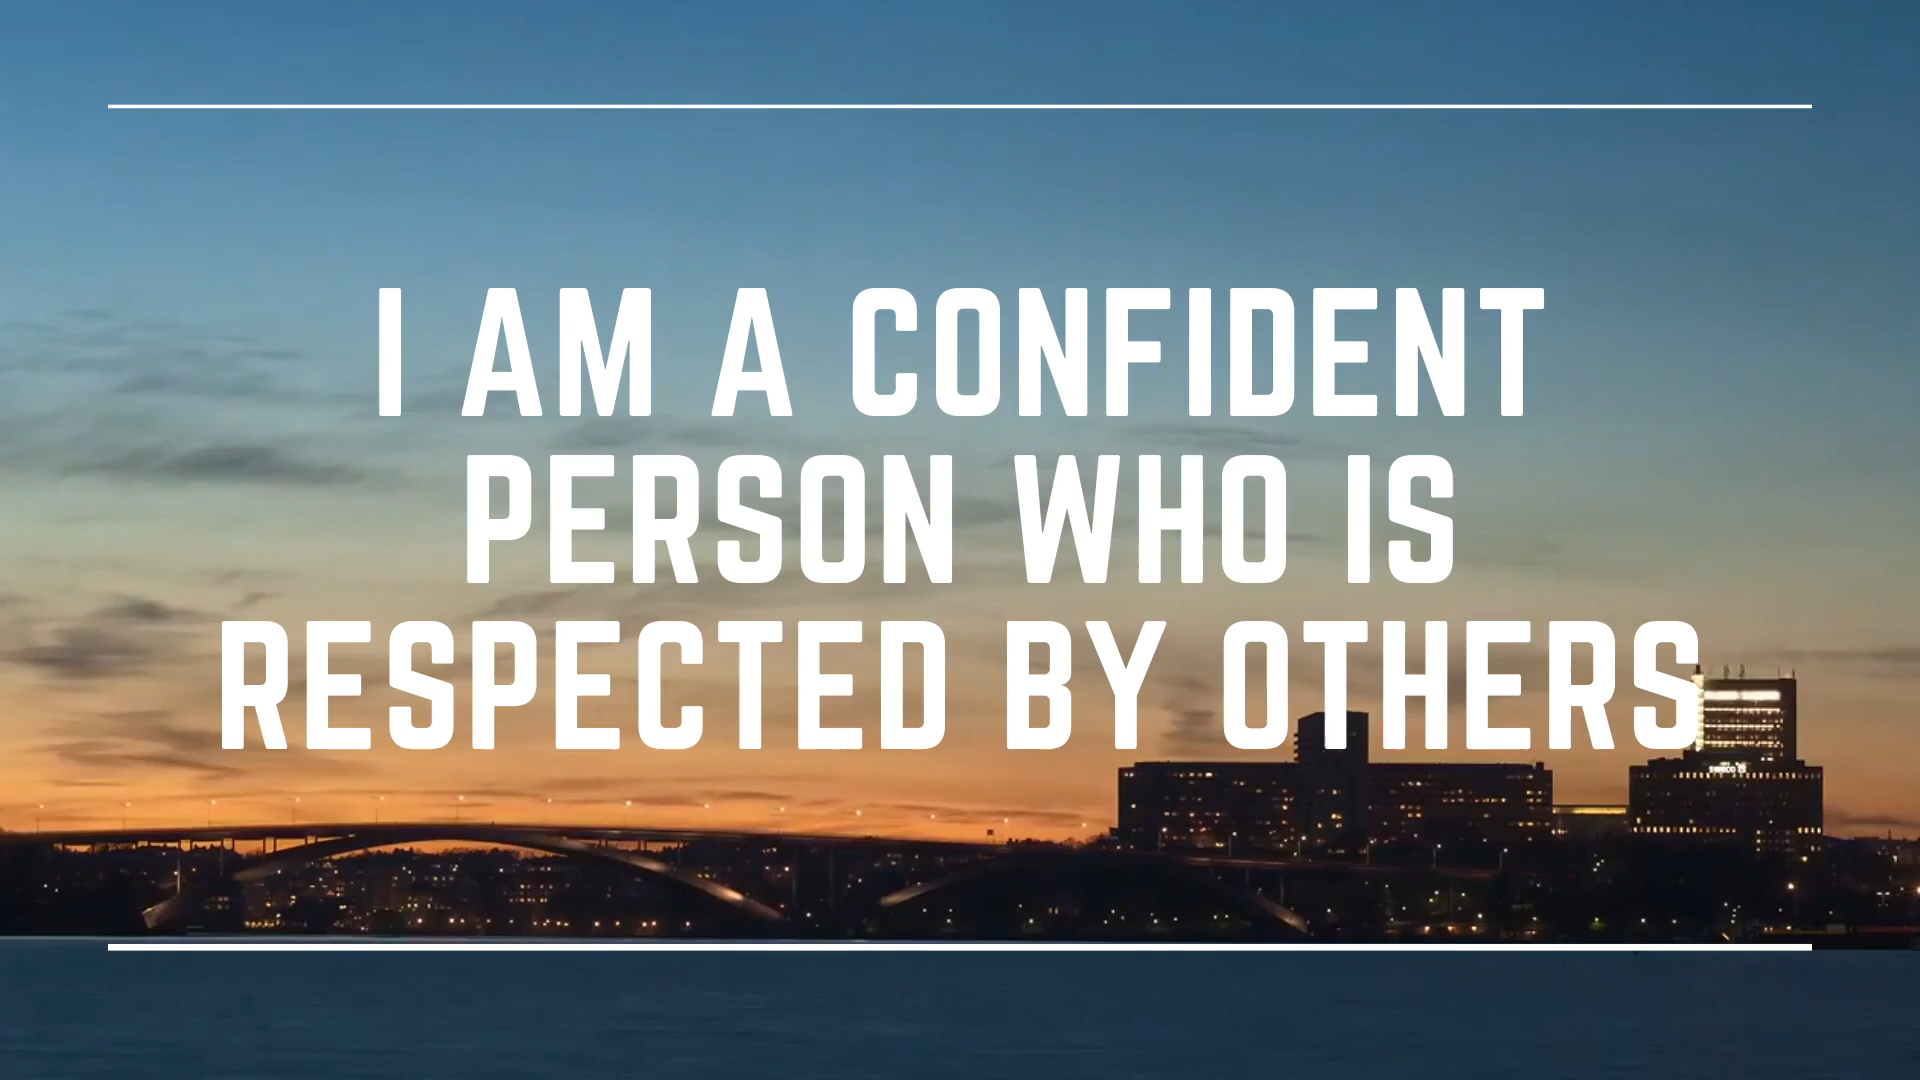 I AM A CONFIDENT
PERSON WHO IS
RESPECTED BY OTHERS